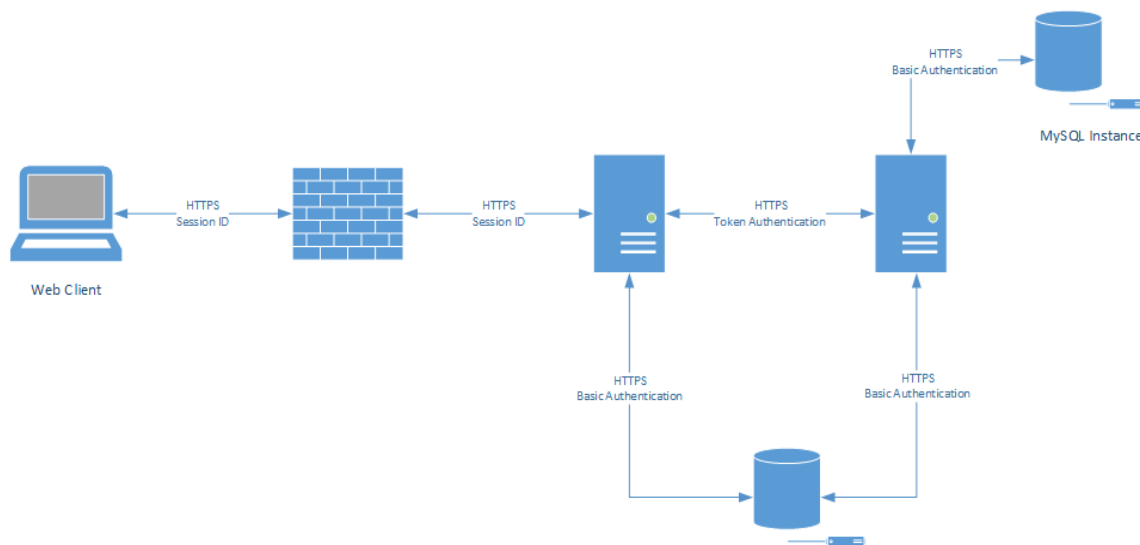 HTTPS
Basic Authentication
MySQL Instance
HTTPS
Session ID
HTTPS
Session ID
HTTPS
Token Authentication
Web Client
HTTPS
Basic Authentication
HTTPS
Basic Authentication